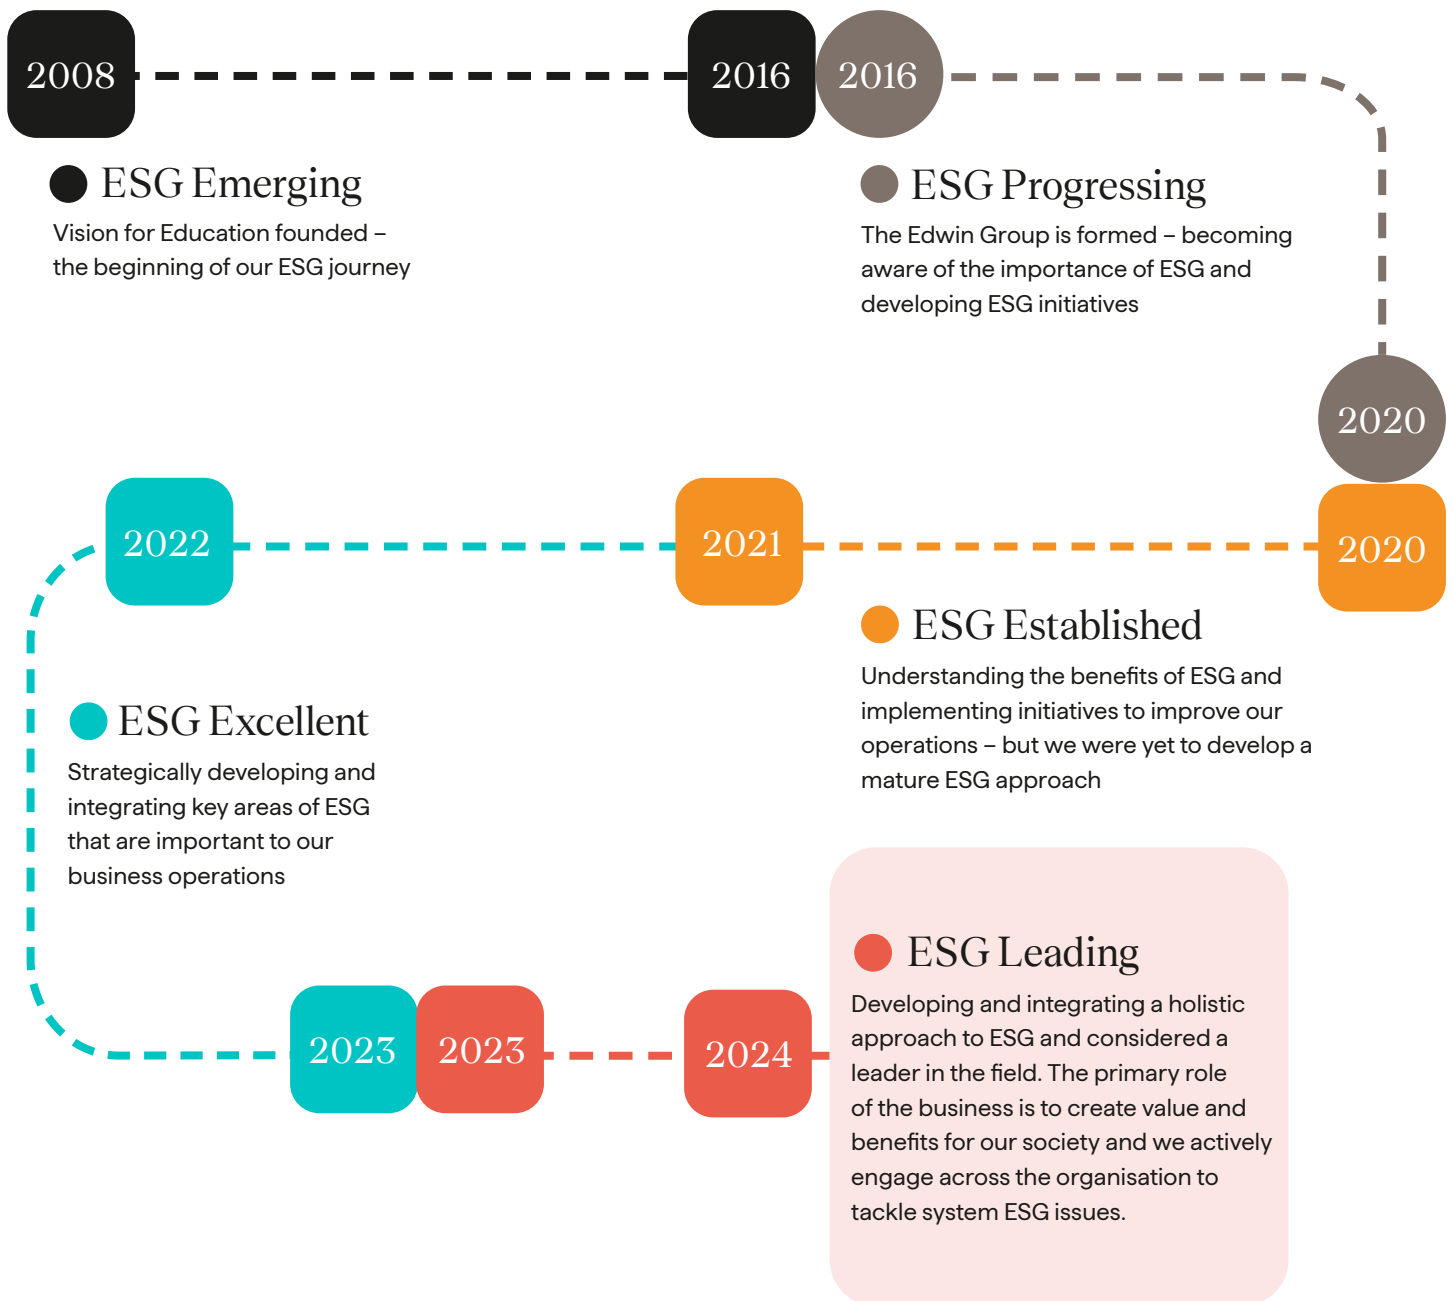 2008
2016
2016
ESG Emerging
Vision for Education founded –
the beginning of our ESG journey
ESG Progressing
The Edwin Group is formed – becoming
aware of the importance of ESG and
developing ESG initiatives
2020
2020
2021
2022
ESG Established
Understanding the benefits of ESG and
implementing initiatives to improve our
operations – but we were yet to develop a
mature ESG approach
ESG Excellent
Strategically developing and
integrating key areas of ESG
that are important to our
business operations
2023
2023
2024
ESG Leading
Developing and integrating a holistic
approach to ESG and considered a
leader in the field. The primary role
of the business is to create value and
benefits for our society and we actively
engage across the organisation to
tackle system ESG issues.